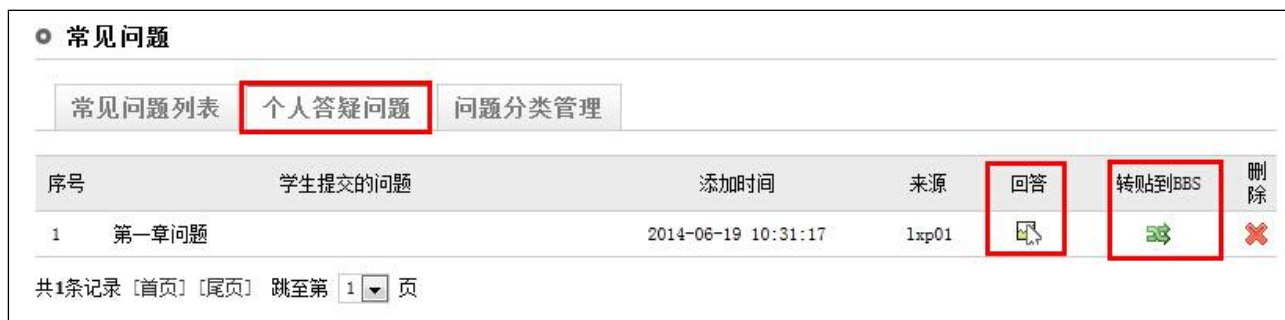 常见问题
常见问题列表 个人答疑问题 问题分类管理
序号 学生提交的问题 添加时间 来源 回答 转贴到BBS 删除
1 第一章问题 2014-06-19 10:31:17 lxp01
共1条记录 [首页] [尾页] 跳至第 1 页